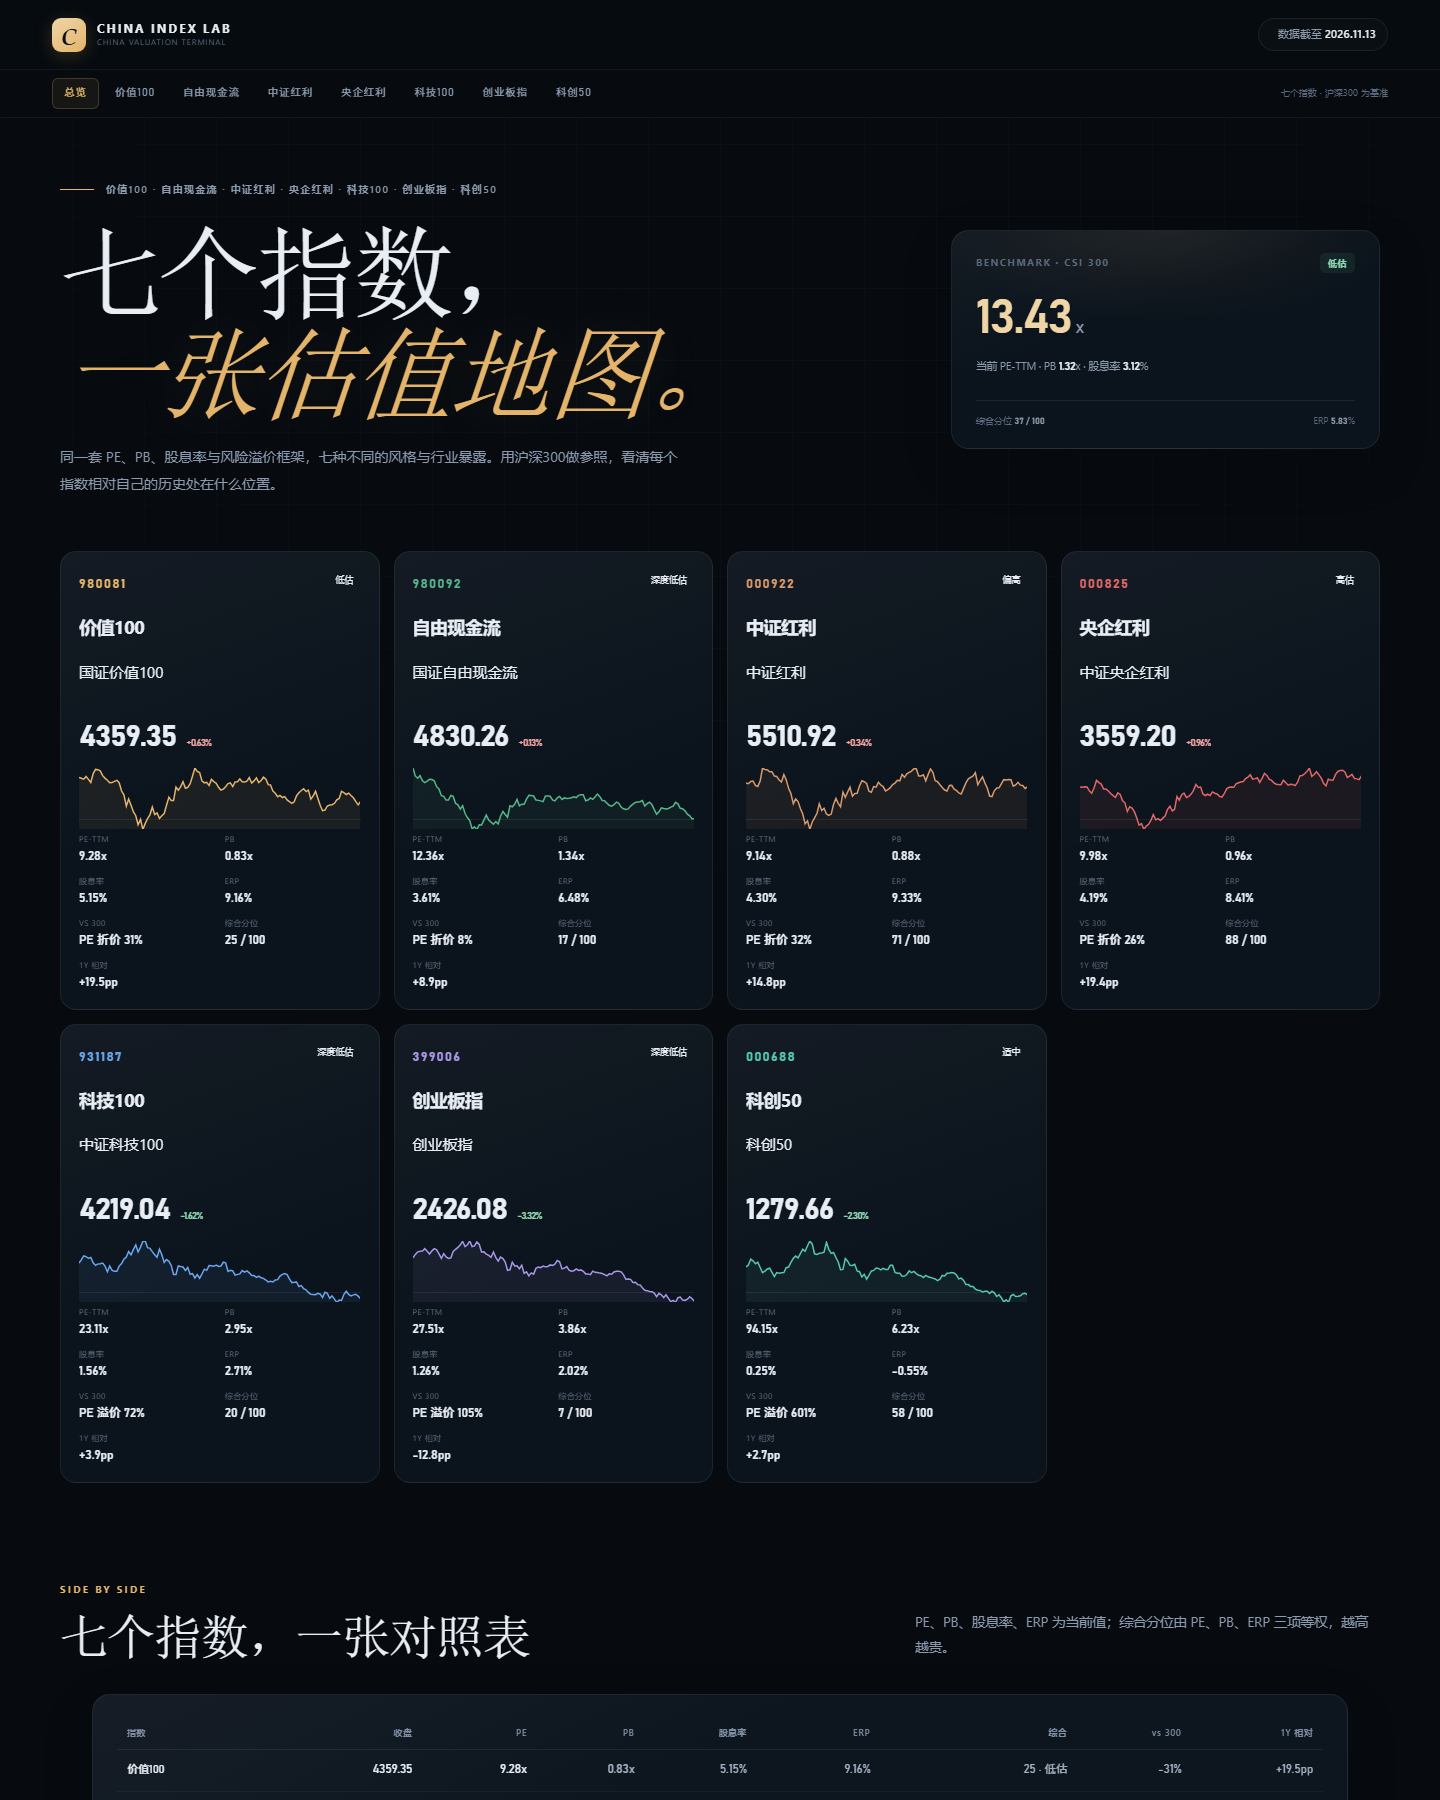 C CHINA INDEX LAB
CHINA VALUATION TERMINAL
数据截至 2026.11.13
总览 价值100 自由现金流 中证红利 央企红利 科技100 创业板指 科创50
七个指数 · 沪深300 为基准
价值100 · 自由现金流 · 中证红利 · 央企红利 · 科技100 · 创业板指 · 科创50
七个指数，
一张估值地图。
同一套 PE、PB、股息率与风险溢价框架，七种不同的风格与行业暴露。用沪深300做参照，看清每个
指数相对自己的历史处在什么位置。
BENCHMARK · CSI 300
低估
13.43x
当前 PE-TTM · PB 1.32x · 股息率 3.12%
综合分位 37 / 100
ERP 5.83%
980081 低估
价值100
国证价值100
4359.35 +0.63%
PE-TTM PB
9.28x 0.83x
股息率 ERP
5.15% 9.16%
VS 300 综合分位
PE 折价 31% 25 / 100
1Y 相对
+19.5pp
980092 深度低估
自由现金流
国证自由现金流
4830.26 +0.13%
PE-TTM PB
12.36x 1.34x
股息率 ERP
3.61% 6.48%
VS 300 综合分位
PE 折价 8% 17 / 100
1Y 相对
+8.9pp
000922 偏高
中证红利
中证红利
5510.92 +0.34%
PE-TTM PB
9.14x 0.88x
股息率 ERP
4.30% 9.33%
VS 300 综合分位
PE 折价 32% 71 / 100
1Y 相对
+14.8pp
000825 高估
央企红利
中证央企红利
3559.20 +0.96%
PE-TTM PB
9.98x 0.96x
股息率 ERP
4.19% 8.41%
VS 300 综合分位
PE 折价 26% 88 / 100
1Y 相对
+19.4pp
931187 深度低估
科技100
中证科技100
4219.04 -1.62%
PE-TTM PB
23.11x 2.95x
股息率 ERP
1.56% 2.71%
VS 300 综合分位
PE 溢价 72% 20 / 100
1Y 相对
+3.9pp
399006 深度低估
创业板指
创业板指
2426.08 -3.32%
PE-TTM PB
27.51x 3.86x
股息率 ERP
1.26% 2.02%
VS 300 综合分位
PE 溢价 105% 7 / 100
1Y 相对
-12.8pp
000688 适中
科创50
科创50
1279.66 -2.30%
PE-TTM PB
94.15x 6.23x
股息率 ERP
0.25% -0.55%
VS 300 综合分位
PE 溢价 601% 58 / 100
1Y 相对
+2.7pp
SIDE BY SIDE
七个指数，一张对照表
PE、PB、股息率、ERP 为当前值；综合分位由 PE、PB、ERP 三项等权，越高
越贵。
指数 收盘 PE PB 股息率 ERP 综合 vs 300 1Y 相对
价值100 4359.35 9.28x 0.83x 5.15% 9.16% 25 · 低估 -31% +19.5pp